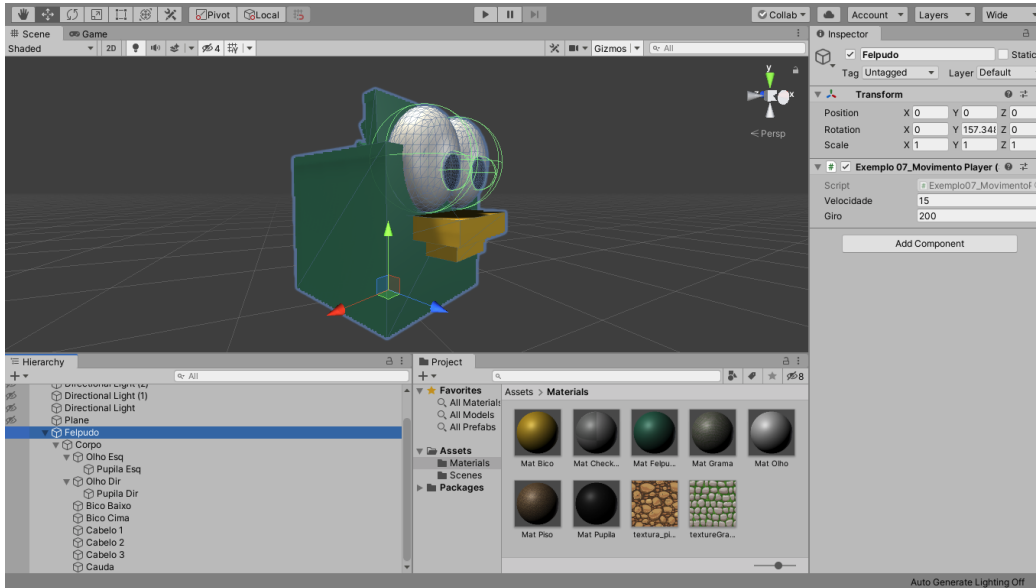 Pivot Local
Collab Account Layers Wide
Scene Game
Shaded 2D 4 Gizmos All
y
x
Persp
Inspector
Felpudo Static
Tag Untagged Layer Default
Transform
Position X 0 Y 0 Z 0
Rotation X 0 Y 157.348 Z 0
Scale X 1 Y 1 Z 1
Exemplo 07_Movimento Player (
Script Exemplo07_MovimentoP
Velocidade 15
Giro 200
Add Component
Hierarchy
All
Directional Light (2)
Directional Light (1)
Directional Light
Plane
Felpudo
Corpo
Olho Esq
Pupila Esq
Olho Dir
Pupila Dir
Bico Baixo
Bico Cima
Cabelo 1
Cabelo 2
Cabelo 3
Cauda
Project
8
Favorites
All Materials
All Models
All Prefabs
Assets
Materials
Scenes
Packages
Assets > Materials
Mat Bico Mat Check... Mat Felpu... Mat Grama Mat Olho
Mat Piso Mat Pupila textura_pi... textureGra...
Auto Generate Lighting Off